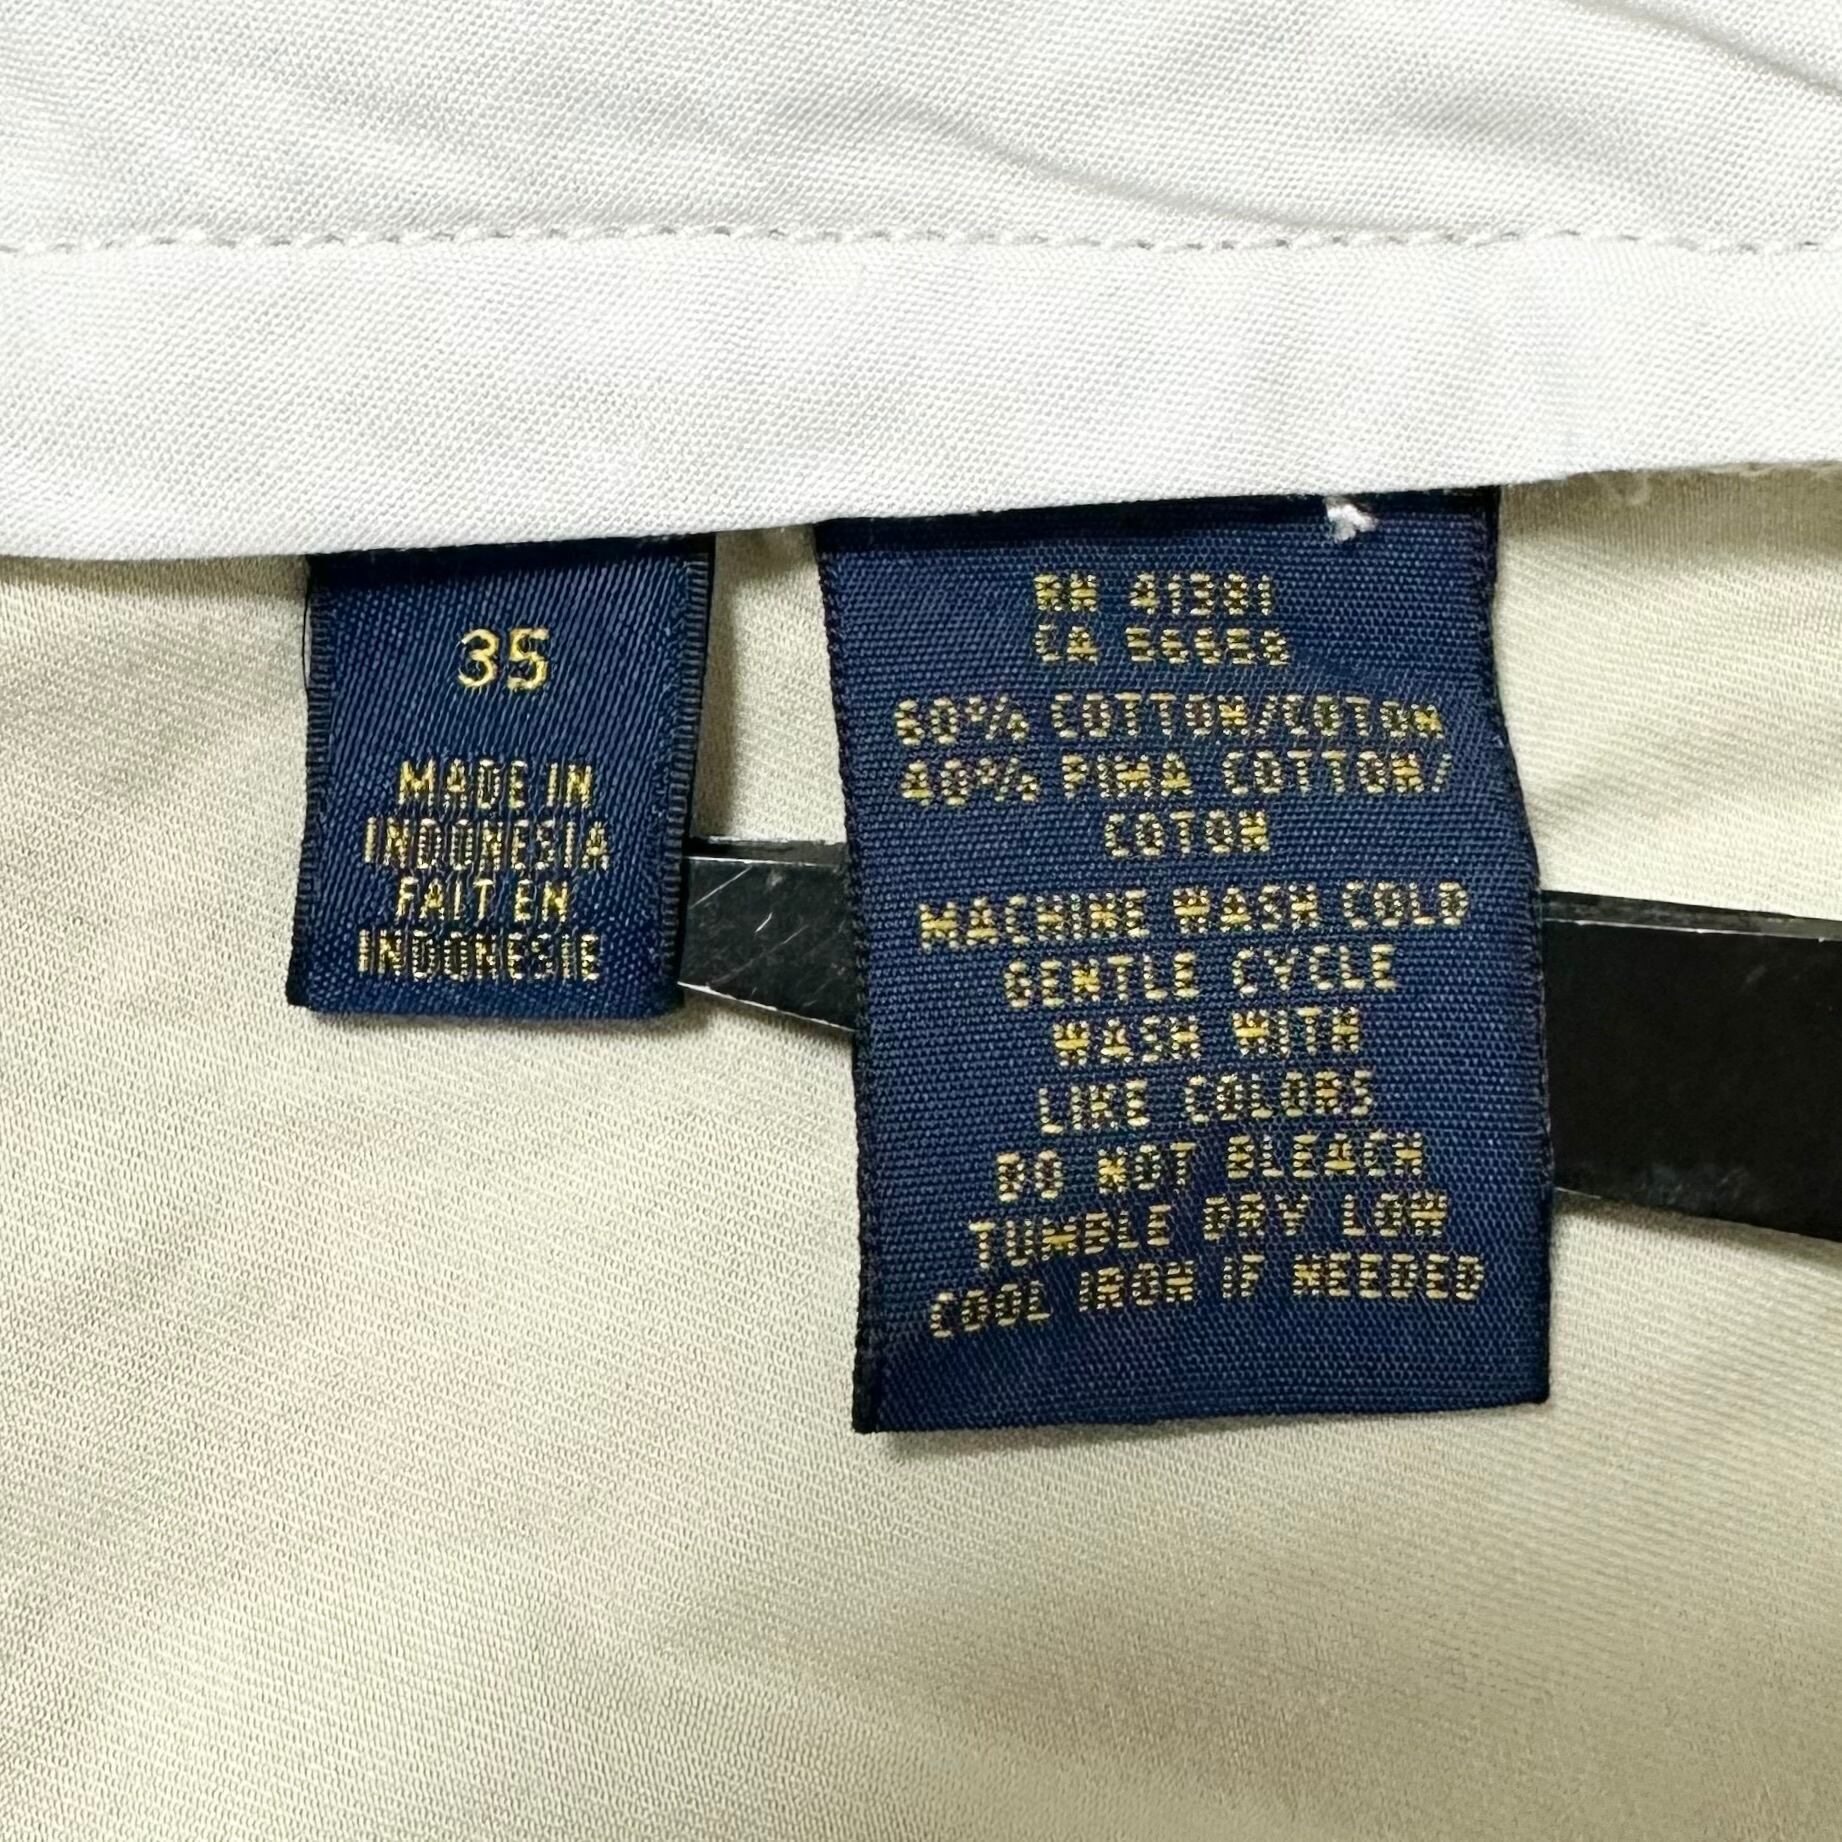 35
MADE IN
INDONESIA
FAIT EN
INDONESIE
RN 41381
CA 56658
60% COTTON/COTON
40% PIMA COTTON/
COTON
MACHINE WASH COLD
GENTLE CYCLE
WASH WITH
LIKE COLORS
DO NOT BLEACH
TUMBLE DRY LOW
COOL IRON IF NEEDED